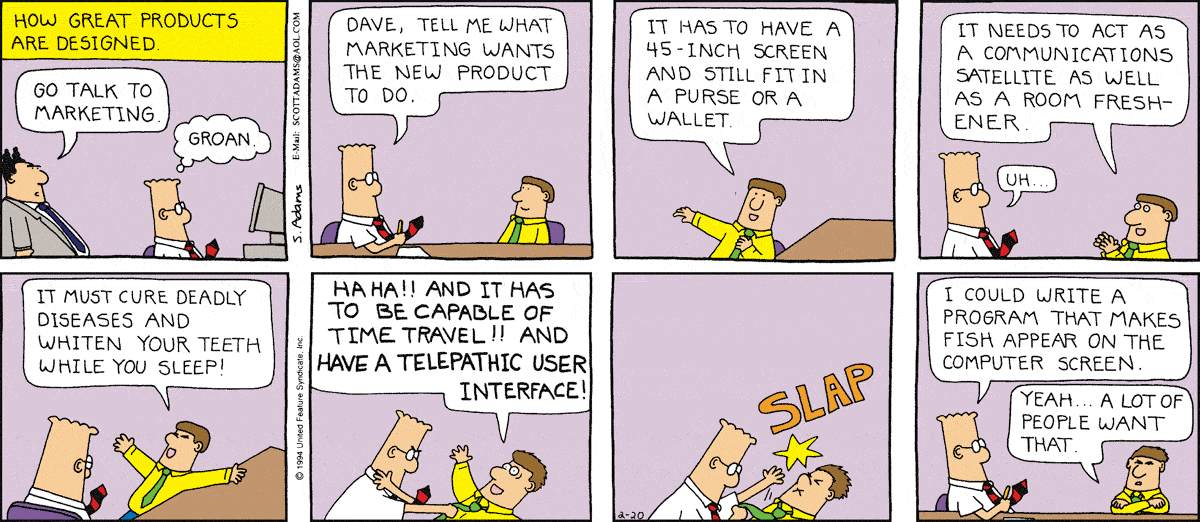 HOW GREAT PRODUCTS
ARE DESIGNED.
GO TALK TO
MARKETING.
GROAN.
S. Adams
E-Mail: SCOTTADAMS@AOL.COM
DAVE, TELL ME WHAT
MARKETING WANTS
THE NEW PRODUCT
TO DO.
IT HAS TO HAVE A
45-INCH SCREEN
AND STILL FIT IN
A PURSE OR A
WALLET.
IT NEEDS TO ACT AS
A COMMUNICATIONS
SATELLITE AS WELL
AS A ROOM FRESH-
ENER.
UH...
IT MUST CURE DEADLY
DISEASES AND
WHITEN YOUR TEETH
WHILE YOU SLEEP!
© 1994 United Feature Syndicate, Inc.
HA HA!! AND IT HAS
TO BE CAPABLE OF
TIME TRAVEL!! AND
HAVE A TELEPATHIC USER
INTERFACE!
SLAP
2-20
I COULD WRITE A
PROGRAM THAT MAKES
FISH APPEAR ON THE
COMPUTER SCREEN.
YEAH... A LOT OF
PEOPLE WANT
THAT.